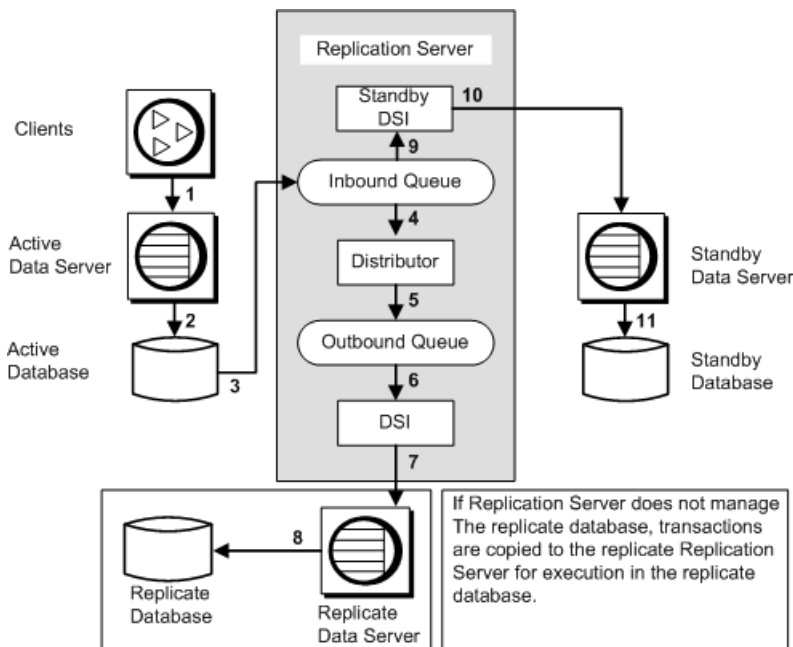 Replication Server
Standby
DSI
10
Clients
9
Inbound Queue
1
4
Active
Data Server
Distributor
Standby
Data Server
5
2
11
Outbound Queue
Active
Database
3
Standby
Database
6
DSI
7
If Replication Server does not manage
The replicate database, transactions
are copied to the replicate Replication
Server for execution in the replicate
database.
8
Replicate
Database
Replicate
Data Server